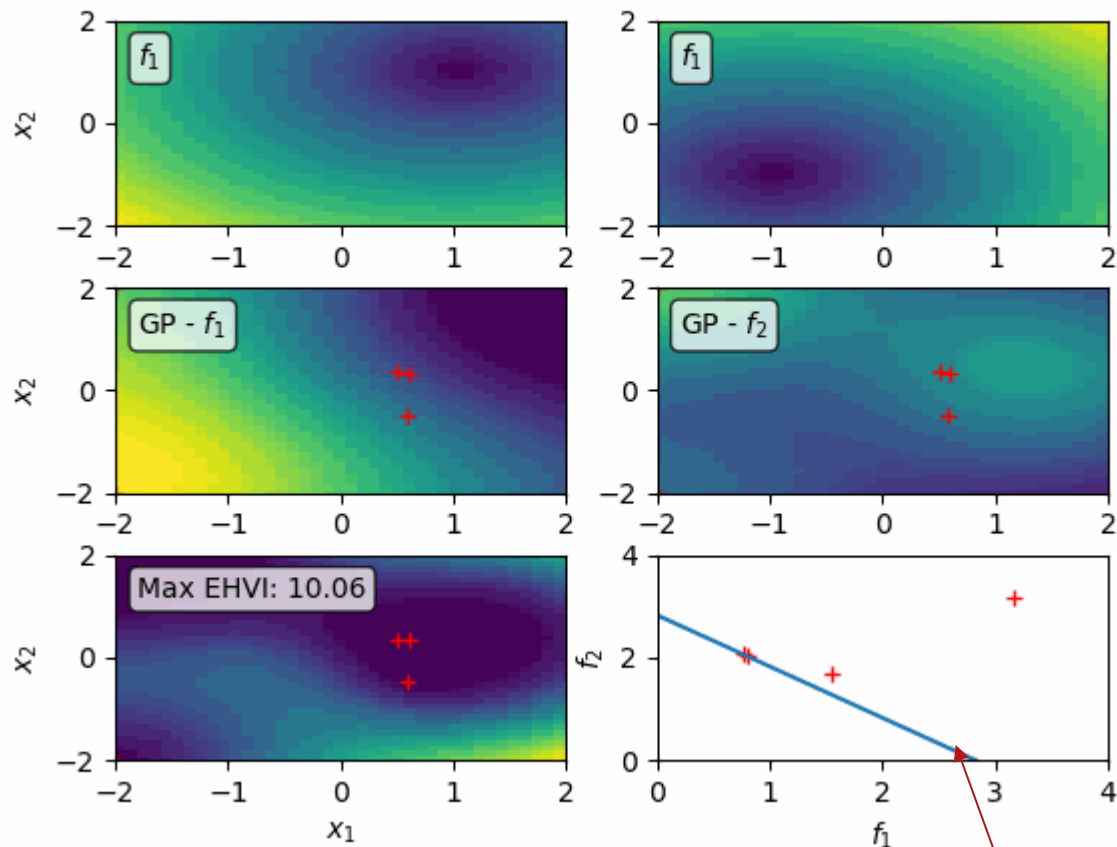 2 f₁ 2 f₁
x₂ 0 0
−2 −2
−2 −1 0 1 2 −2 −1 0 1 2
2 GP - f₁ 2 GP - f₂
x₂ 0 0
−2 −2
−2 −1 0 1 2 −2 −1 0 1 2
2 Max EHVI: 10.06 4
x₂ 0 f₂ 2
−2 0
−2 −1 0 1 2 0 1 2 3 4
x₁ f₁